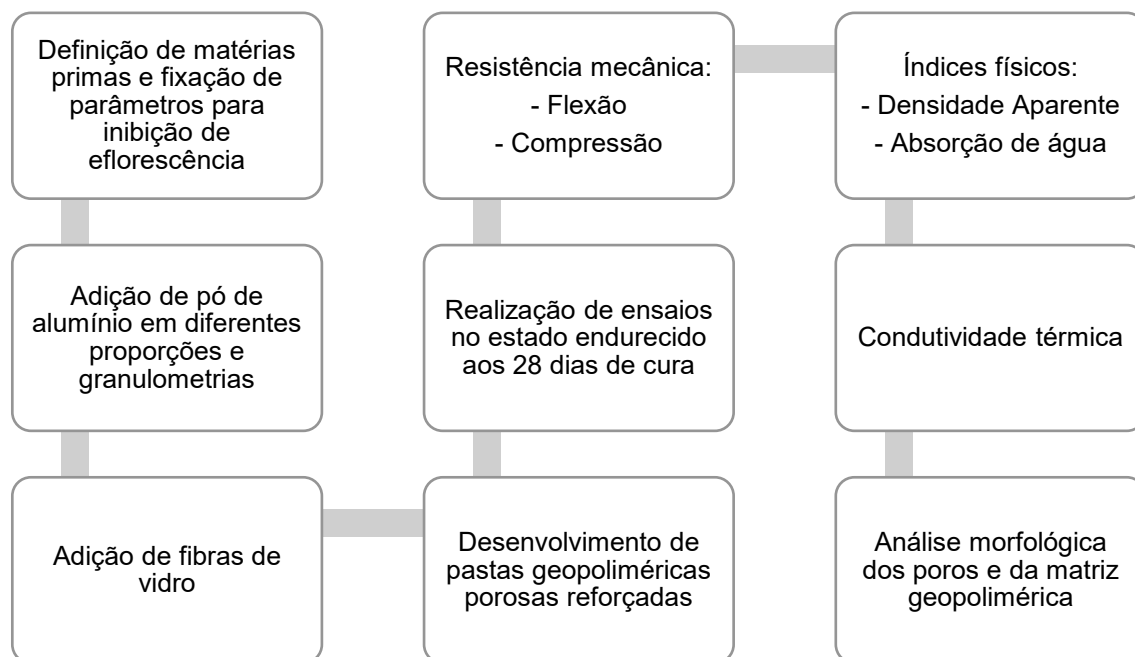 Definição de matérias
primas e fixação de
parâmetros para
inibição de
eflorescência
Adição de pó de
alumínio em diferentes
proporções e
granulometrias
Adição de fibras de
vidro
Desenvolvimento de
pastas geopoliméricas
porosas reforçadas
Realização de ensaios
no estado endurecido
aos 28 dias de cura
Resistência mecânica:
- Flexão
- Compressão
Índices físicos:
- Densidade Aparente
- Absorção de água
Condutividade térmica
Análise morfológica
dos poros e da matriz
geopolimérica